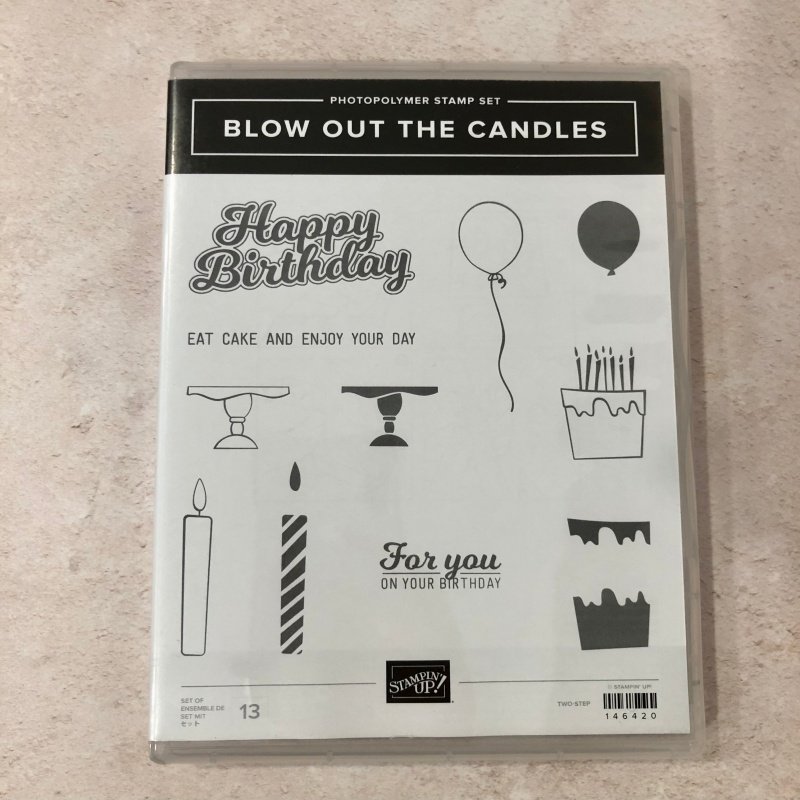 PHOTOPOLYMER STAMP SET
BLOW OUT THE CANDLES
Happy
Birthday
EAT CAKE AND ENJOY YOUR DAY
For you
ON YOUR BIRTHDAY
STAMPIN' UP!
SET OF
ENSEMBLE DE
SET MIT
セット
13
TWO-STEP
© STAMPIN' UP!
146420